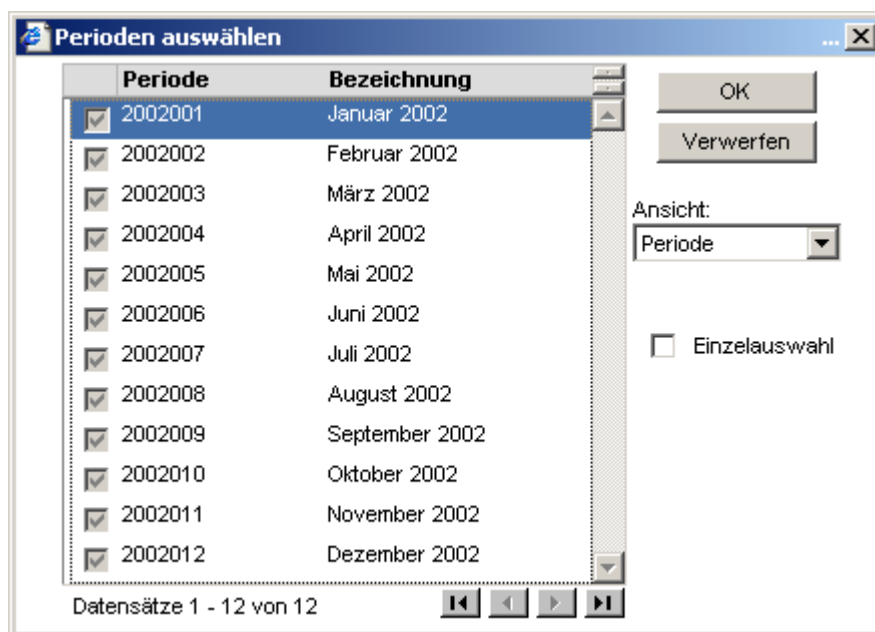 Perioden auswählen ...
Periode Bezeichnung
OK
2002001 Januar 2002
Verwerfen
2002002 Februar 2002
2002003 März 2002
Ansicht:
2002004 April 2002
Periode
2002005 Mai 2002
2002006 Juni 2002
Einzelauswahl
2002007 Juli 2002
2002008 August 2002
2002009 September 2002
2002010 Oktober 2002
2002011 November 2002
2002012 Dezember 2002
Datensätze 1 - 12 von 12